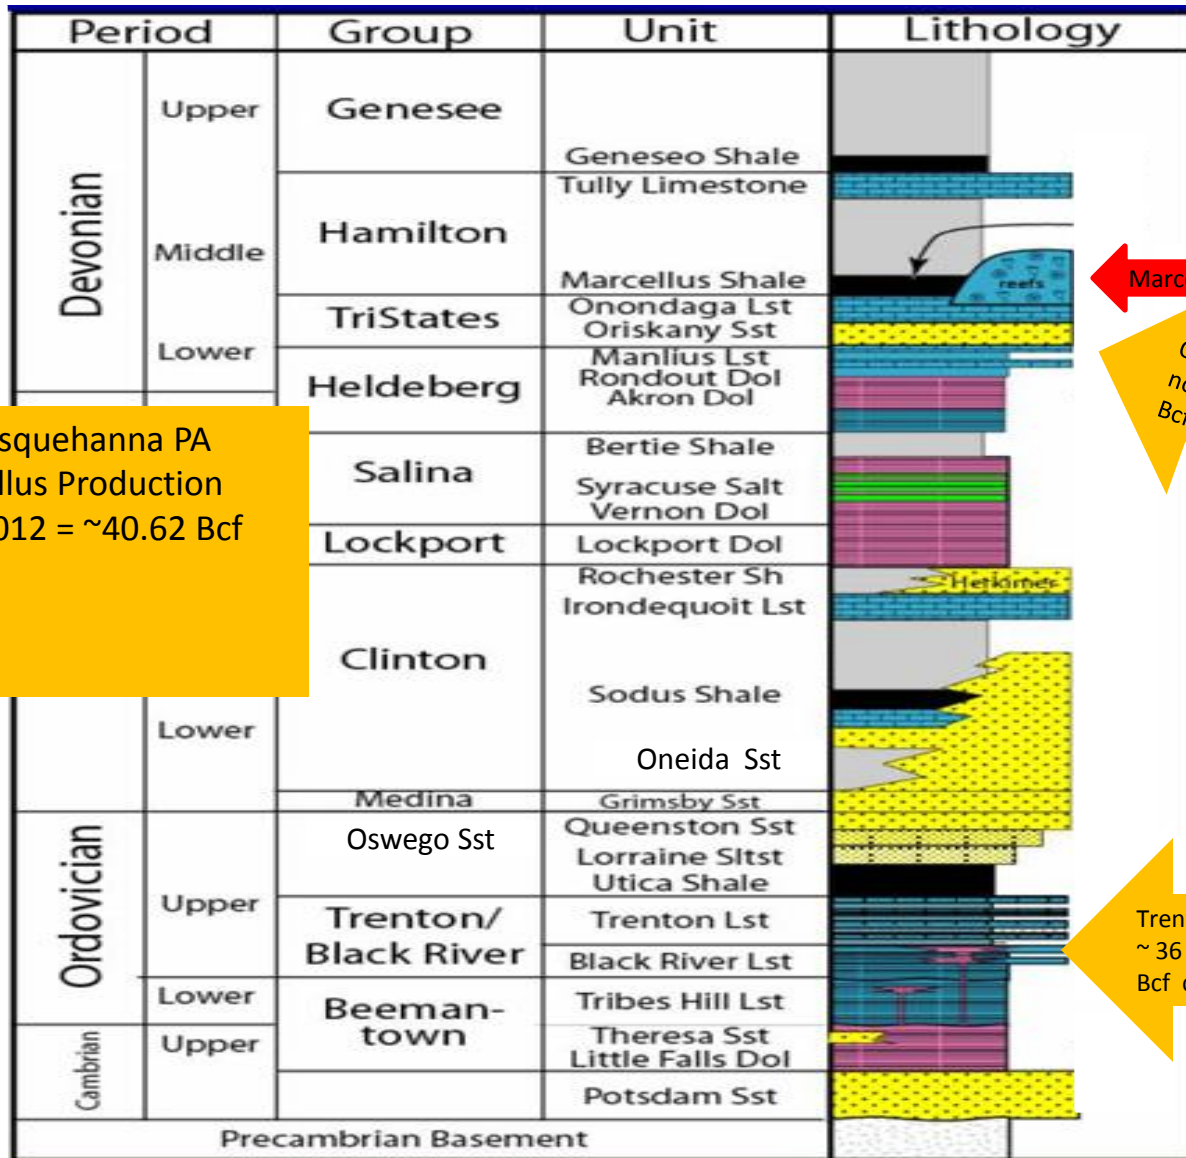 Period Group Unit Lithology
Devonian
Upper
Genesee
Geneseo Shale
Tully Limestone
Middle
Hamilton
Marcellus Shale
reefs
TriStates
Onondaga Lst
Oriskany Sst
Lower
Heldeberg
Manlius Lst
Rondout Dol
Akron Dol
squehanna PA
llus Production
012 = ~40.62 Bcf
Salina
Bertie Shale
Syracuse Salt
Vernon Dol
Lockport
Lockport Dol
Clinton
Rochester Sh
Herkimer
Irondequoit Lst
Sodus Shale
Lower
Oneida Sst
Medina
Grimsby Sst
Ordovician
Upper
Oswego Sst
Queenston Sst
Lorraine Sltst
Utica Shale
Trenton/
Black River
Trenton Lst
Black River Lst
Lower
Beeman-
town
Tribes Hill Lst
Cambrian
Upper
Theresa Sst
Little Falls Dol
Potsdam Sst
Precambrian Basement
Marc
Bcf
Tren
~ 36
Bcf